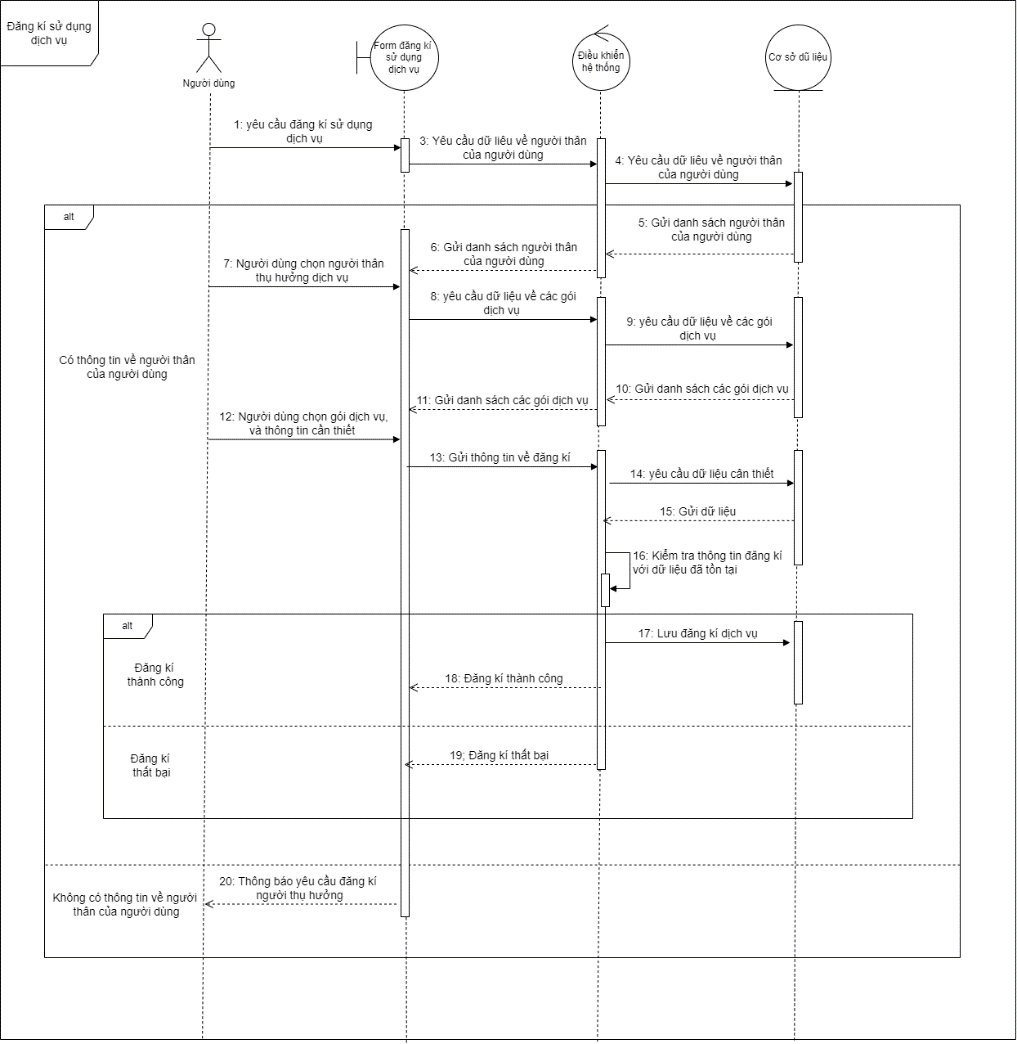 Đăng kí sử dụng
dịch vụ
Form đăng kí
sử dụng
dịch vụ
Điều khiển
hệ thống
Cơ sở dũ liệu
Người dùng
1: yêu cầu đăng kí sử dụng
dịch vụ
3: Yêu cầu dữ liêu về người thân
của người dùng
4: Yêu cầu dữ liêu về người thân
của người dùng
alt
5: Gửi danh sách người thân
của người dùng
6: Gửi danh sách người thân
của người dùng
7: Người dùng chọn người thân
thụ hưởng dịch vụ
8: yêu cầu dữ liệu về các gói
dịch vụ
9: yêu cầu dữ liệu về các gói
dịch vụ
Có thông tin về người thân
của người dùng
10: Gửi danh sách các gói dịch vụ
11: Gửi danh sách các gói dịch vụ
12: Người dùng chọn gói dịch vụ,
và thông tin cần thiết
13: Gửi thông tin về đăng kí
14: yêu cầu dữ liệu cân thiết
15: Gửi dữ liệu
16: Kiểm tra thông tin đăng kí
với dữ liệu đã tồn tại
alt
17: Lưu đăng kí dịch vụ
Đăng kí
thành công
18: Đăng kí thành công
19; Đăng kí thất bại
Đăng kí
thất bại
20: Thông báo yêu cầu đăng kí
người thụ hưởng
Không có thông tin về người
thân của người dùng